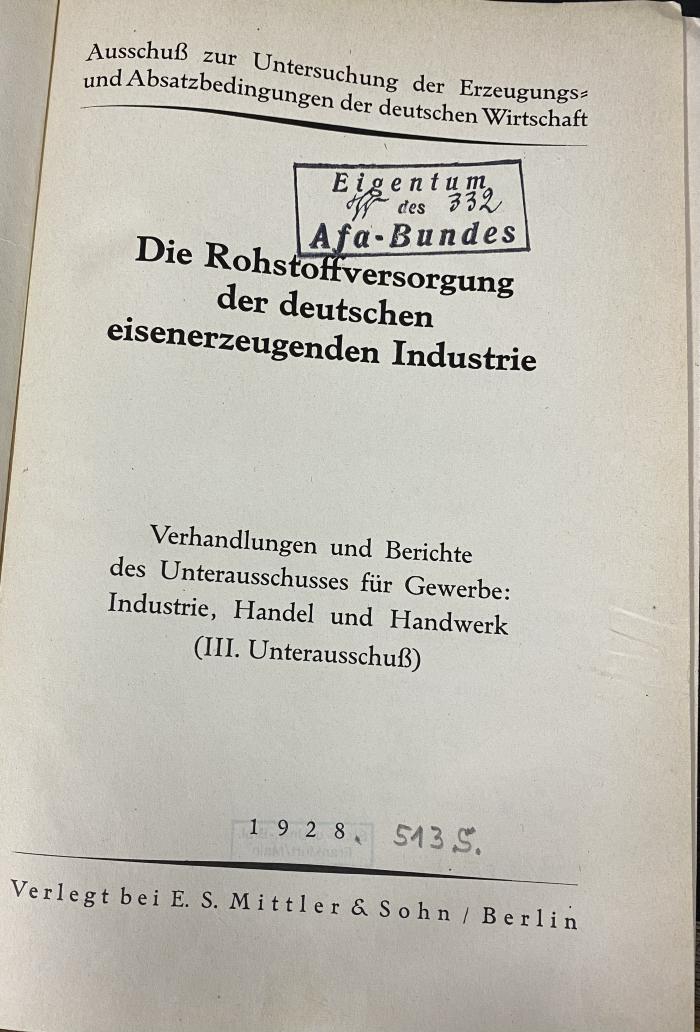 Ausschuß zur Untersuchung der Erzeugungs=
und Absatzbedingungen der deutschen Wirtschaft
Eigentum
des 332
Afa-Bundes
Die Rohstoffversorgung
der deutschen
eisenerzeugenden Industrie
Verhandlungen und Berichte
des Unterausschusses für Gewerbe:
Industrie, Handel und Handwerk
(III. Unterausschuß)
1928. 513 S.
Verlegt bei E. S. Mittler & Sohn / Berlin